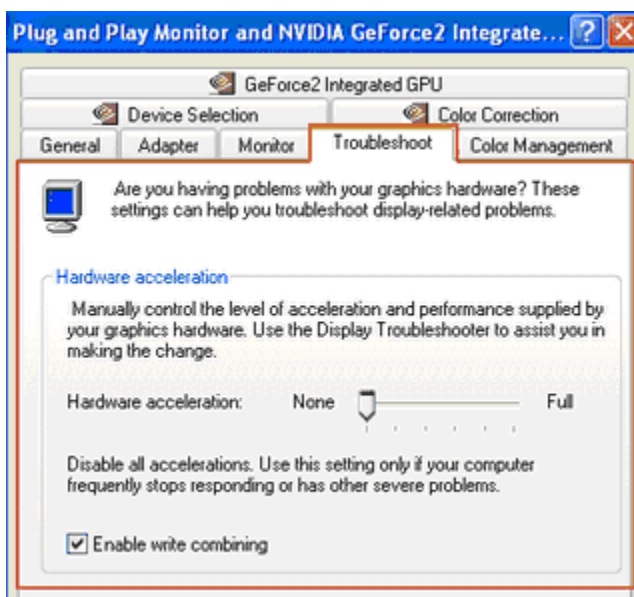 Plug and Play Monitor and NVIDIA GeForce2 Integrate...
GeForce2 Integrated GPU
Device Selection Color Correction
General Adapter Monitor Troubleshoot Color Management
Are you having problems with your graphics hardware? These
settings can help you troubleshoot display-related problems.
Hardware acceleration
Manually control the level of acceleration and performance supplied by
your graphics hardware. Use the Display Troubleshooter to assist you in
making the change.
Hardware acceleration: None Full
Disable all accelerations. Use this setting only if your computer
frequently stops responding or has other severe problems.
Enable write combining